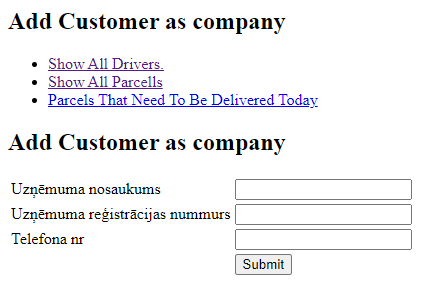 Add Customer as company
Show All Drivers.
Show All Parcells
Parcels That Need To Be Delivered Today
Add Customer as company
Uzņēmuma nosaukums
Uzņēmuma reģistrācijas nummurs
Telefona nr
Submit